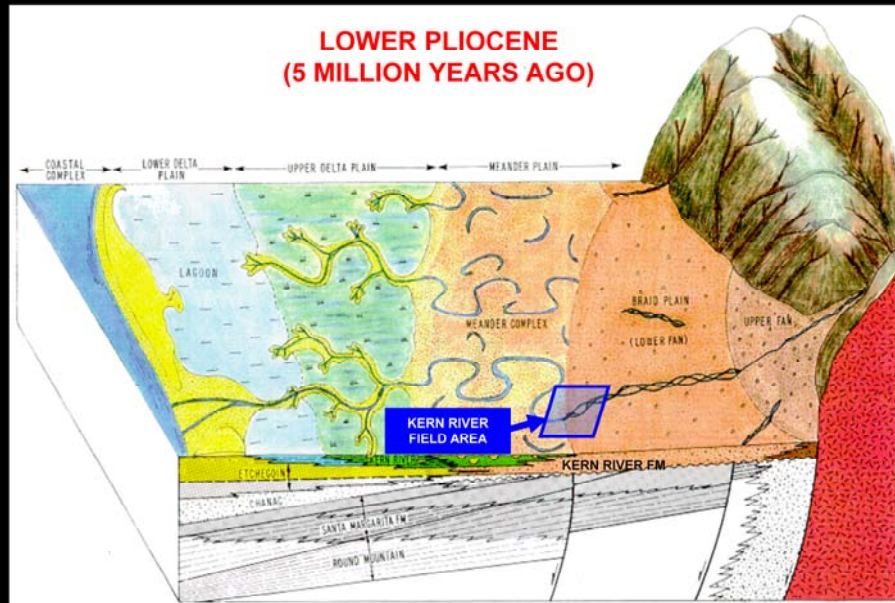 LOWER PLIOCENE
(5 MILLION YEARS AGO)
COASTAL
COMPLEX
LOWER DELTA
PLAIN
UPPER DELTA PLAIN
MEANDER PLAIN
LAGOON
MEANDER COMPLEX
BRAID PLAIN
(LOWER FAN)
UPPER FAN
KERN RIVER
FIELD AREA
KERN RIVER
KERN RIVER FM
ETCHEGOIN
CHANAC
SANTA MARGARITA FM
ROUND MOUNTAIN